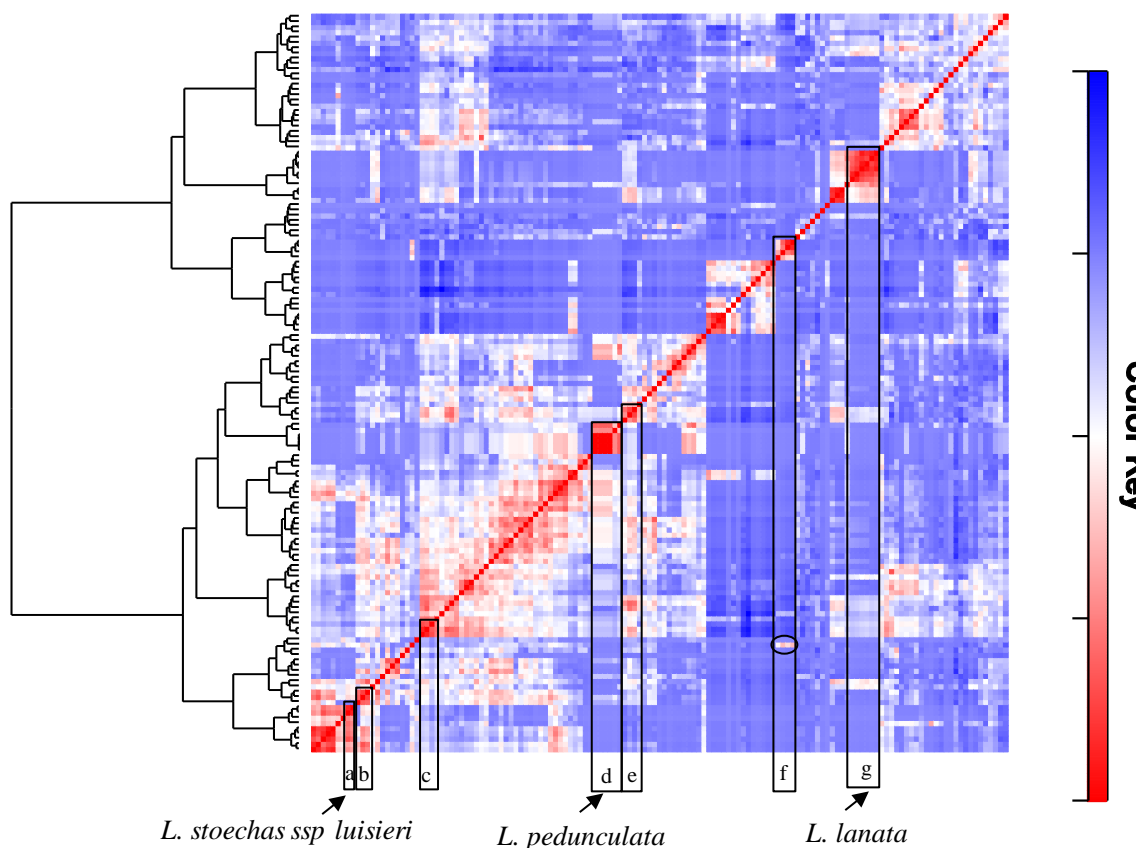 Color Key
a b c d e f g
L. stoechas ssp luisieri
L. pedunculata
L. lanata